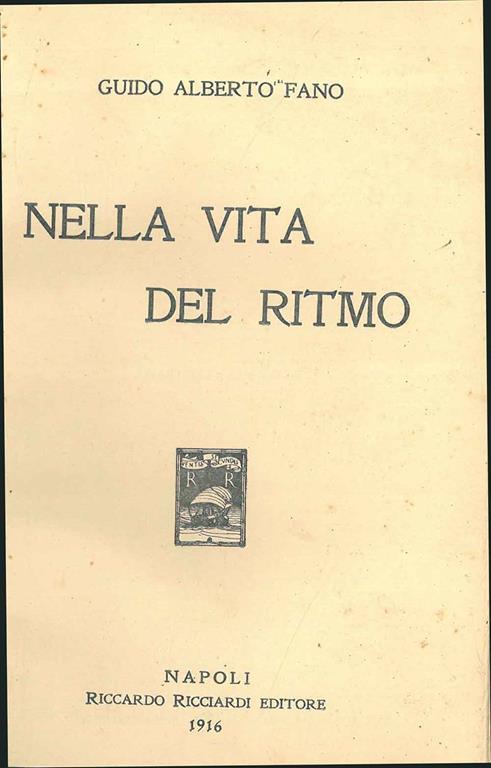 GUIDO ALBERTO FANO
NELLA VITA
DEL RITMO
R R
NAPOLI
RICCARDO RICCIARDI EDITORE
1916